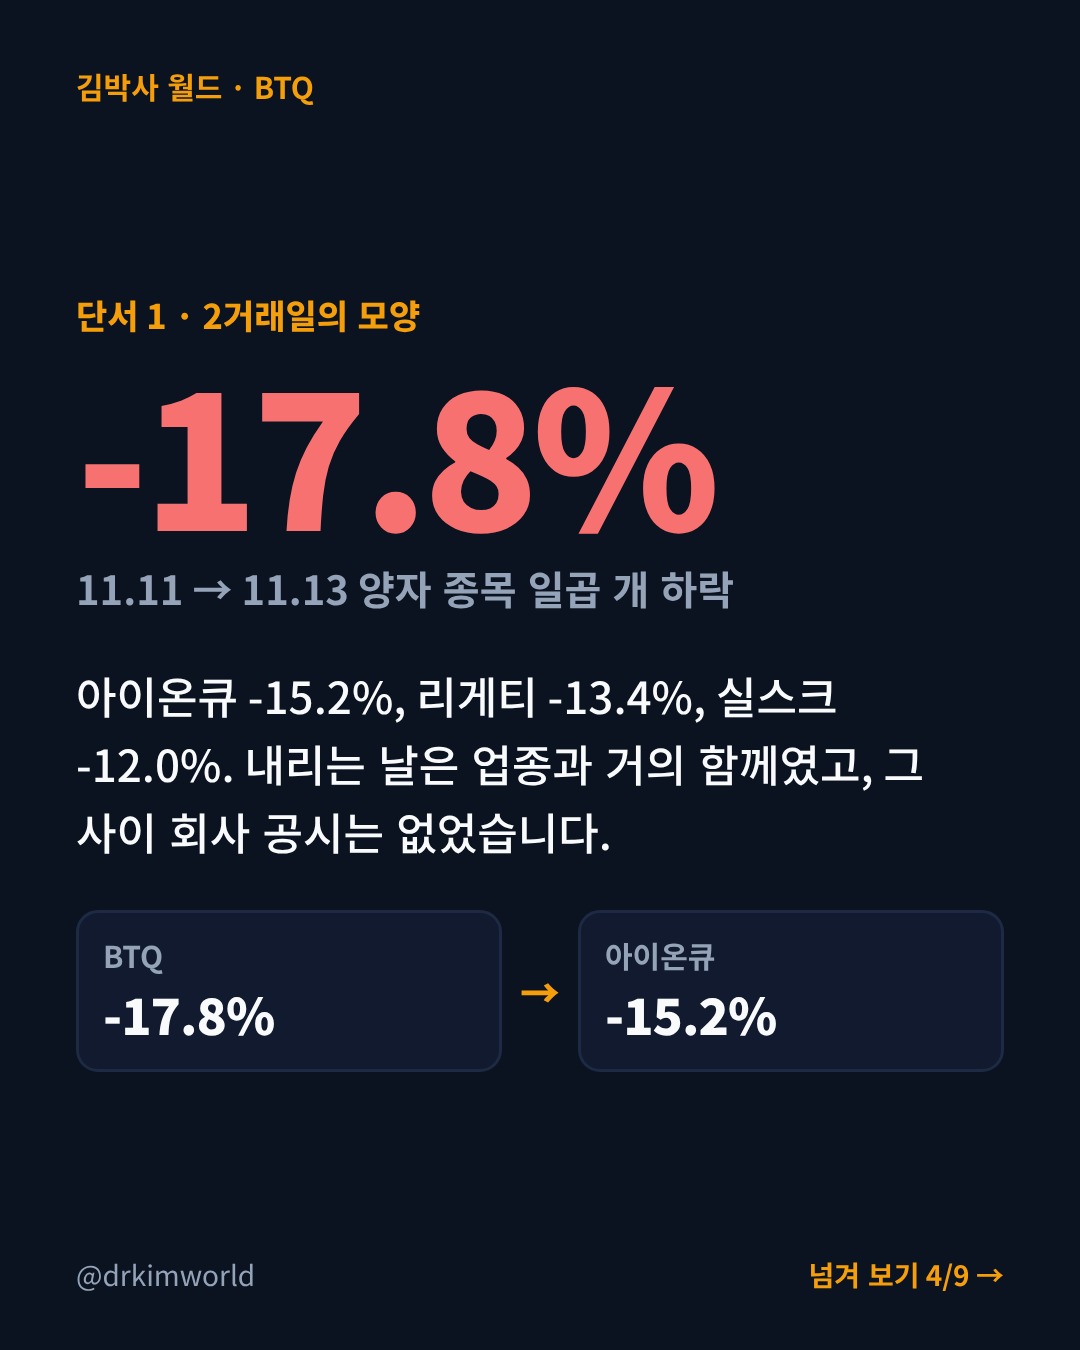 김박사 월드 · BTQ
단서 1 · 2거래일의 모양
-17.8%
11.11 → 11.13 양자 종목 일곱 개 하락
아이온큐 -15.2%, 리게티 -13.4%, 실스크
-12.0%. 내리는 날은 업종과 거의 함께였고, 그
사이 회사 공시는 없었습니다.
BTQ
-17.8%
→
아이온큐
-15.2%
@drkimworld
넘겨 보기 4/9 →